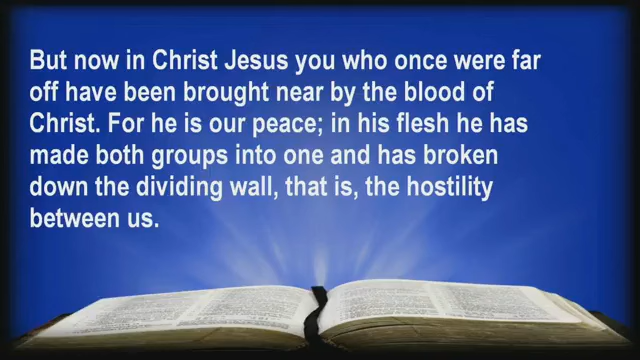 But now in Christ Jesus you who once were far
off have been brought near by the blood of
Christ. For he is our peace; in his flesh he has
made both groups into one and has broken
down the dividing wall, that is, the hostility
between us.